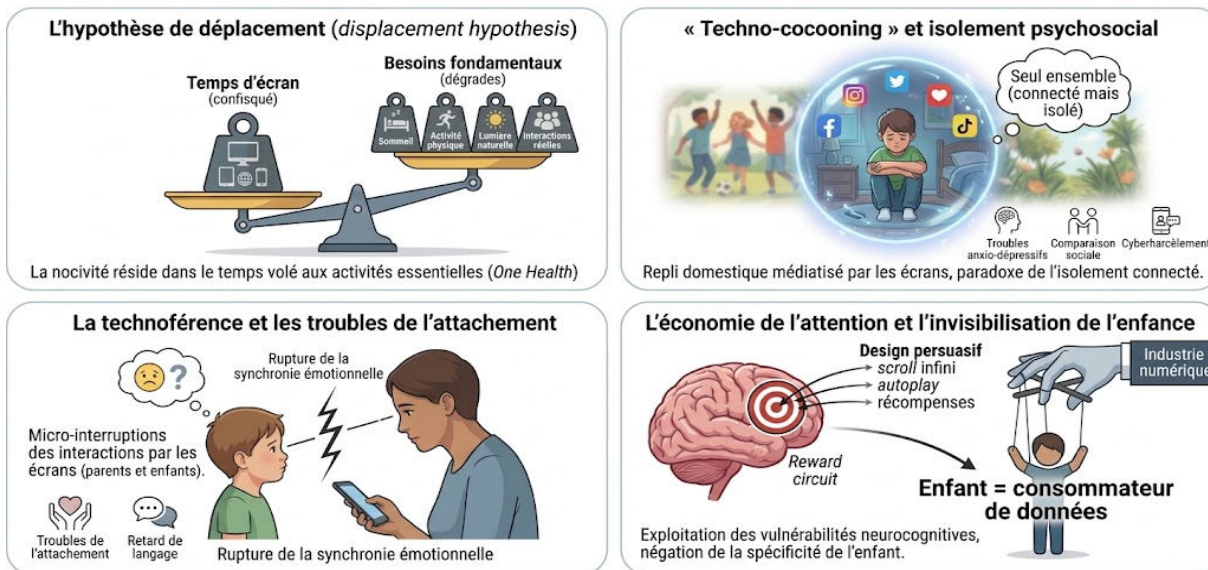 L'hypothèse de déplacement (displacement hypothesis)
Temps d'écran
(confisqué)
Besoins fondamentaux
(dégrades)
Sommeil
Activité
physique
Lumière
naturelle
Interactions
réelles
La nocivité réside dans le temps volé aux activités essentielles (One Health)
« Techno-cocooning » et isolement psychosocial
Seul ensemble
(connecté mais
isolé)
Troubles
anxio-dépressifs
Comparaison
sociale
Cyberharcèlement
Repli domestique médiatisé par les écrans, paradoxe de l'isolement connecté.
La technoférence et les troubles de l'attachement
?
Rupture de la
synchronie émotionnelle
Micro-interruptions
des interactions par les
écrans (parents et enfants).
Troubles de
l'attachement
Retard de
langage
Rupture de la synchronie émotionnelle
L'économie de l'attention et l'invisibilisation de l'enfance
Design persuasif
scroll infini
autoplay
récompenses
Industrie
numérique
Reward
circuit
Enfant = consommateur
de données
Exploitation des vulnérabilités neurocognitives,
négation de la spécificité de l'enfant.